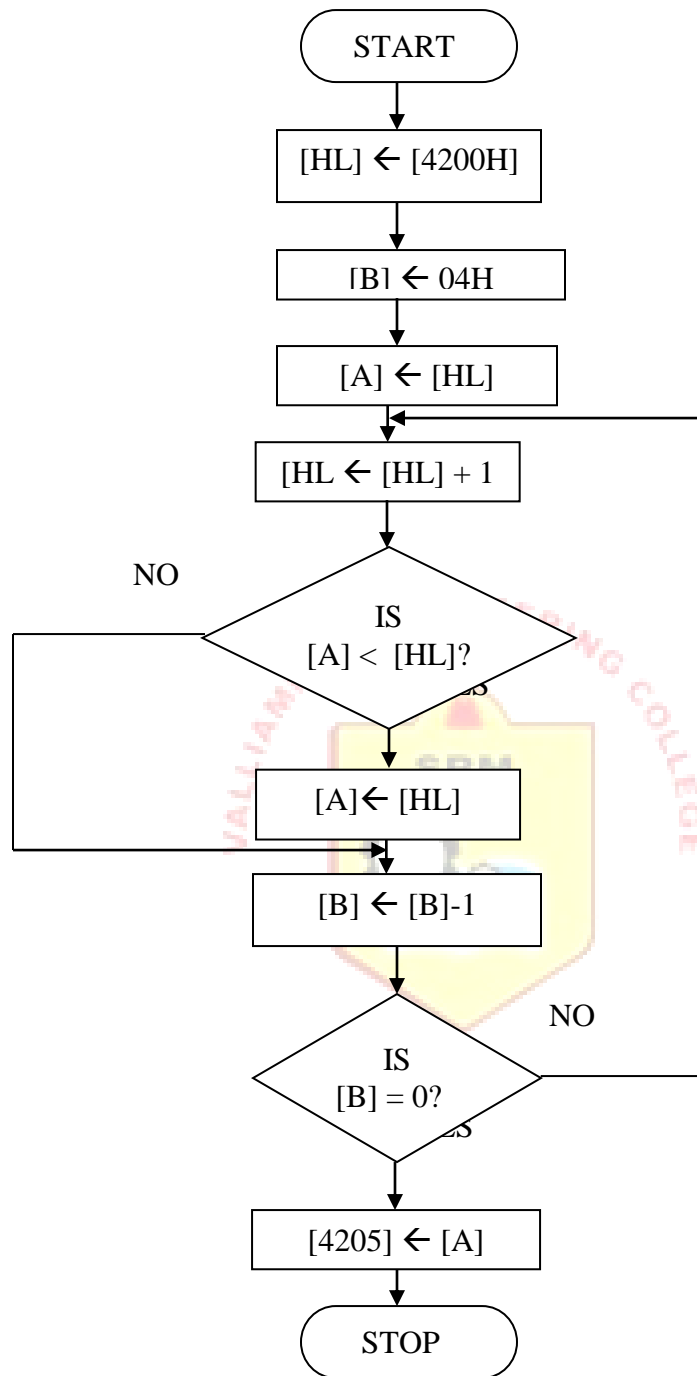 START
[HL] ← [4200H]
[B] ← 04H
[A] ← [HL]
[HL ← [HL] + 1
NO
IS
[A] < [HL]?
[A]← [HL]
[B] ← [B]-1
NO
IS
[B] = 0?
[4205] ← [A]
STOP